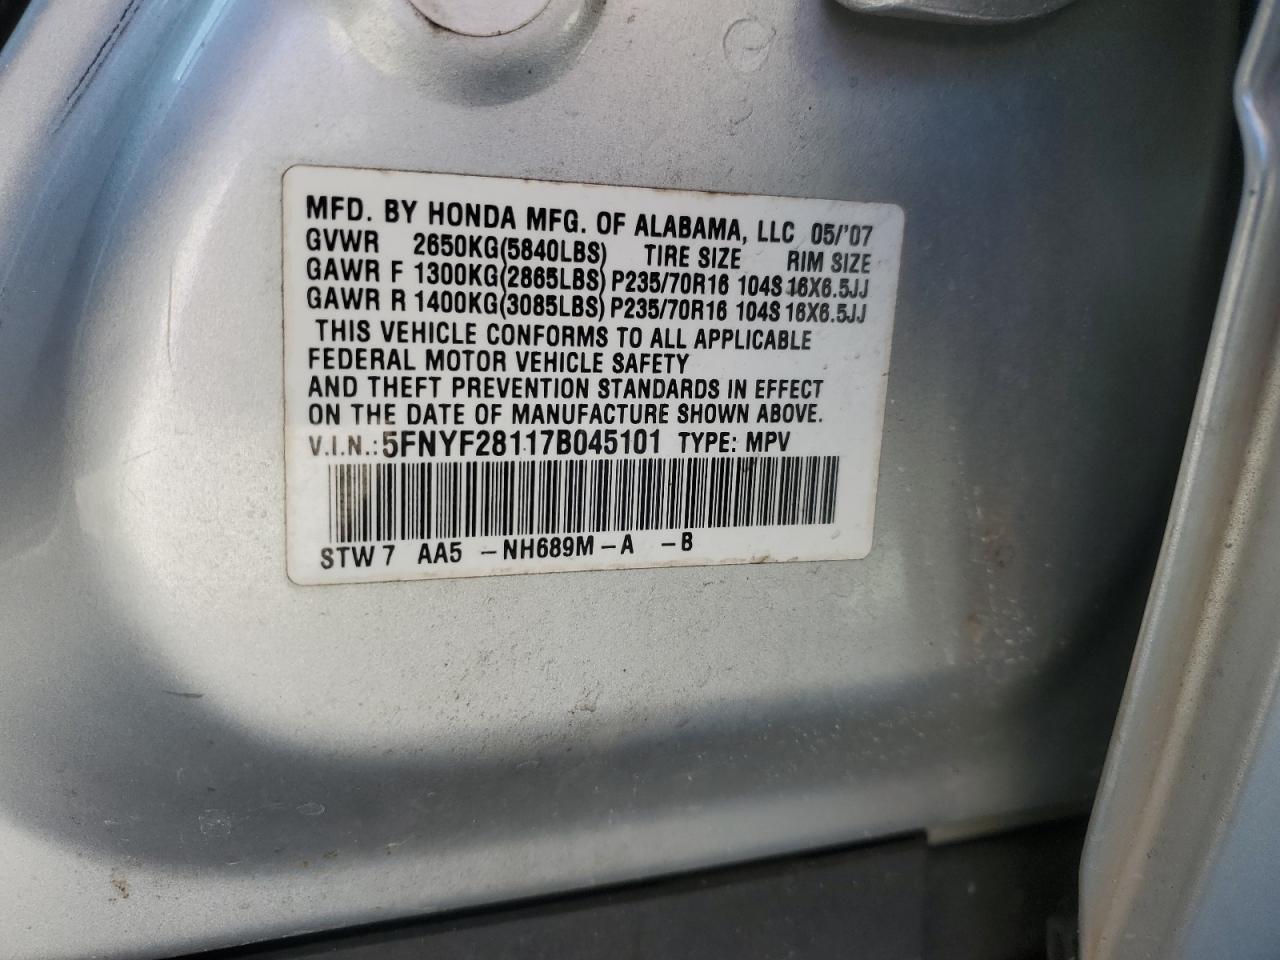 MFD. BY HONDA MFG. OF ALABAMA, LLC 05/'07
GVWR 2650KG(5840LBS) TIRE SIZE RIM SIZE
GAWR F 1300KG(2865LBS) P235/70R16 104S 16X6.5JJ
GAWR R 1400KG(3085LBS) P235/70R16 104S 16X6.5JJ
THIS VEHICLE CONFORMS TO ALL APPLICABLE
FEDERAL MOTOR VEHICLE SAFETY
AND THEFT PREVENTION STANDARDS IN EFFECT
ON THE DATE OF MANUFACTURE SHOWN ABOVE.
V.I.N.: 5FNYF28117B045101 TYPE: MPV
STW7 AA5 -NH689M-A -B